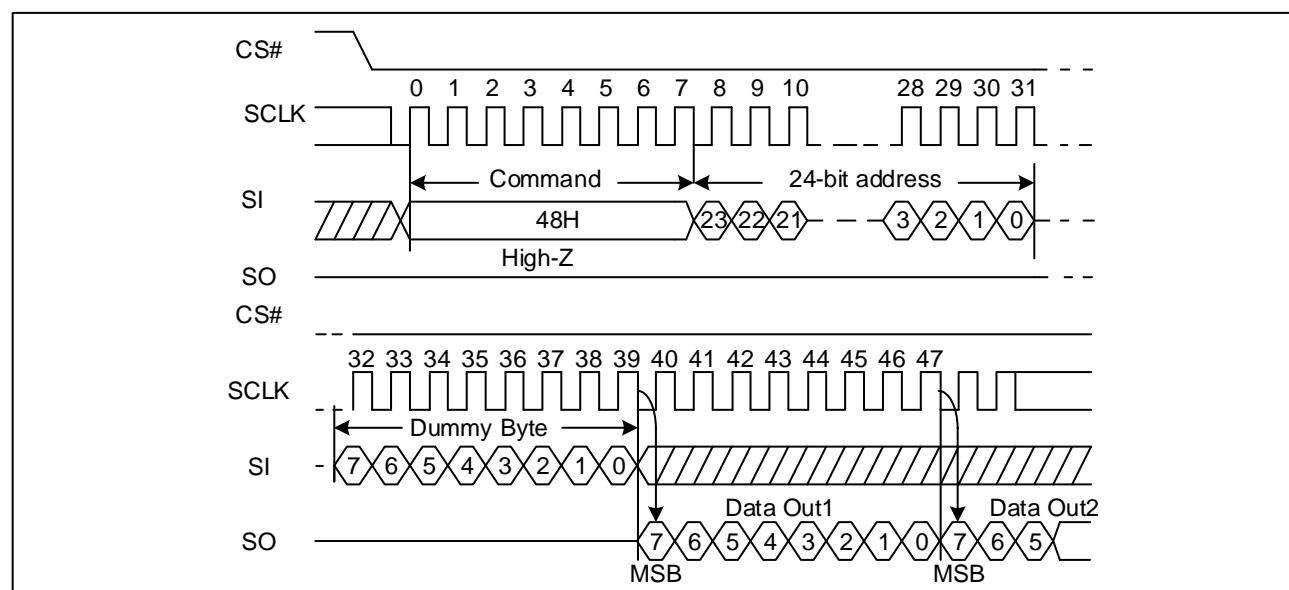 CS#
0 1 2 3 4 5 6 7 8 9 10 28 29 30 31
SCLK
Command 24-bit address
SI
48H 23 22 21 3 2 1 0
High-Z
SO
CS#
32 33 34 35 36 37 38 39 40 41 42 43 44 45 46 47
SCLK
Dummy Byte
SI 7 6 5 4 3 2 1 0
Data Out1 Data Out2
SO 7 6 5 4 3 2 1 0 7 6 5
MSB MSB